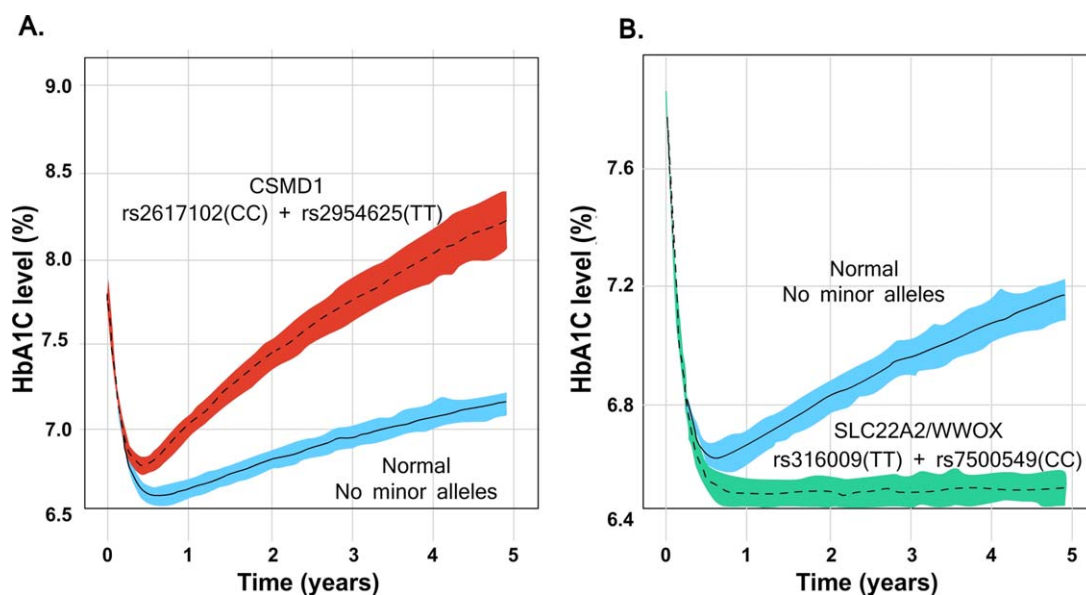 A.
HbA1C level (%)
9.0
8.5
8.0
7.5
7.0
6.5
CSMD1
rs2617102(CC) + rs2954625(TT)
Normal
No minor alleles
0 1 2 3 4 5
Time (years)
B.
HbA1C level (%)
7.6
7.2
6.8
6.4
Normal
No minor alleles
SLC22A2/WWOX
rs316009(TT) + rs7500549(CC)
0 1 2 3 4 5
Time (years)